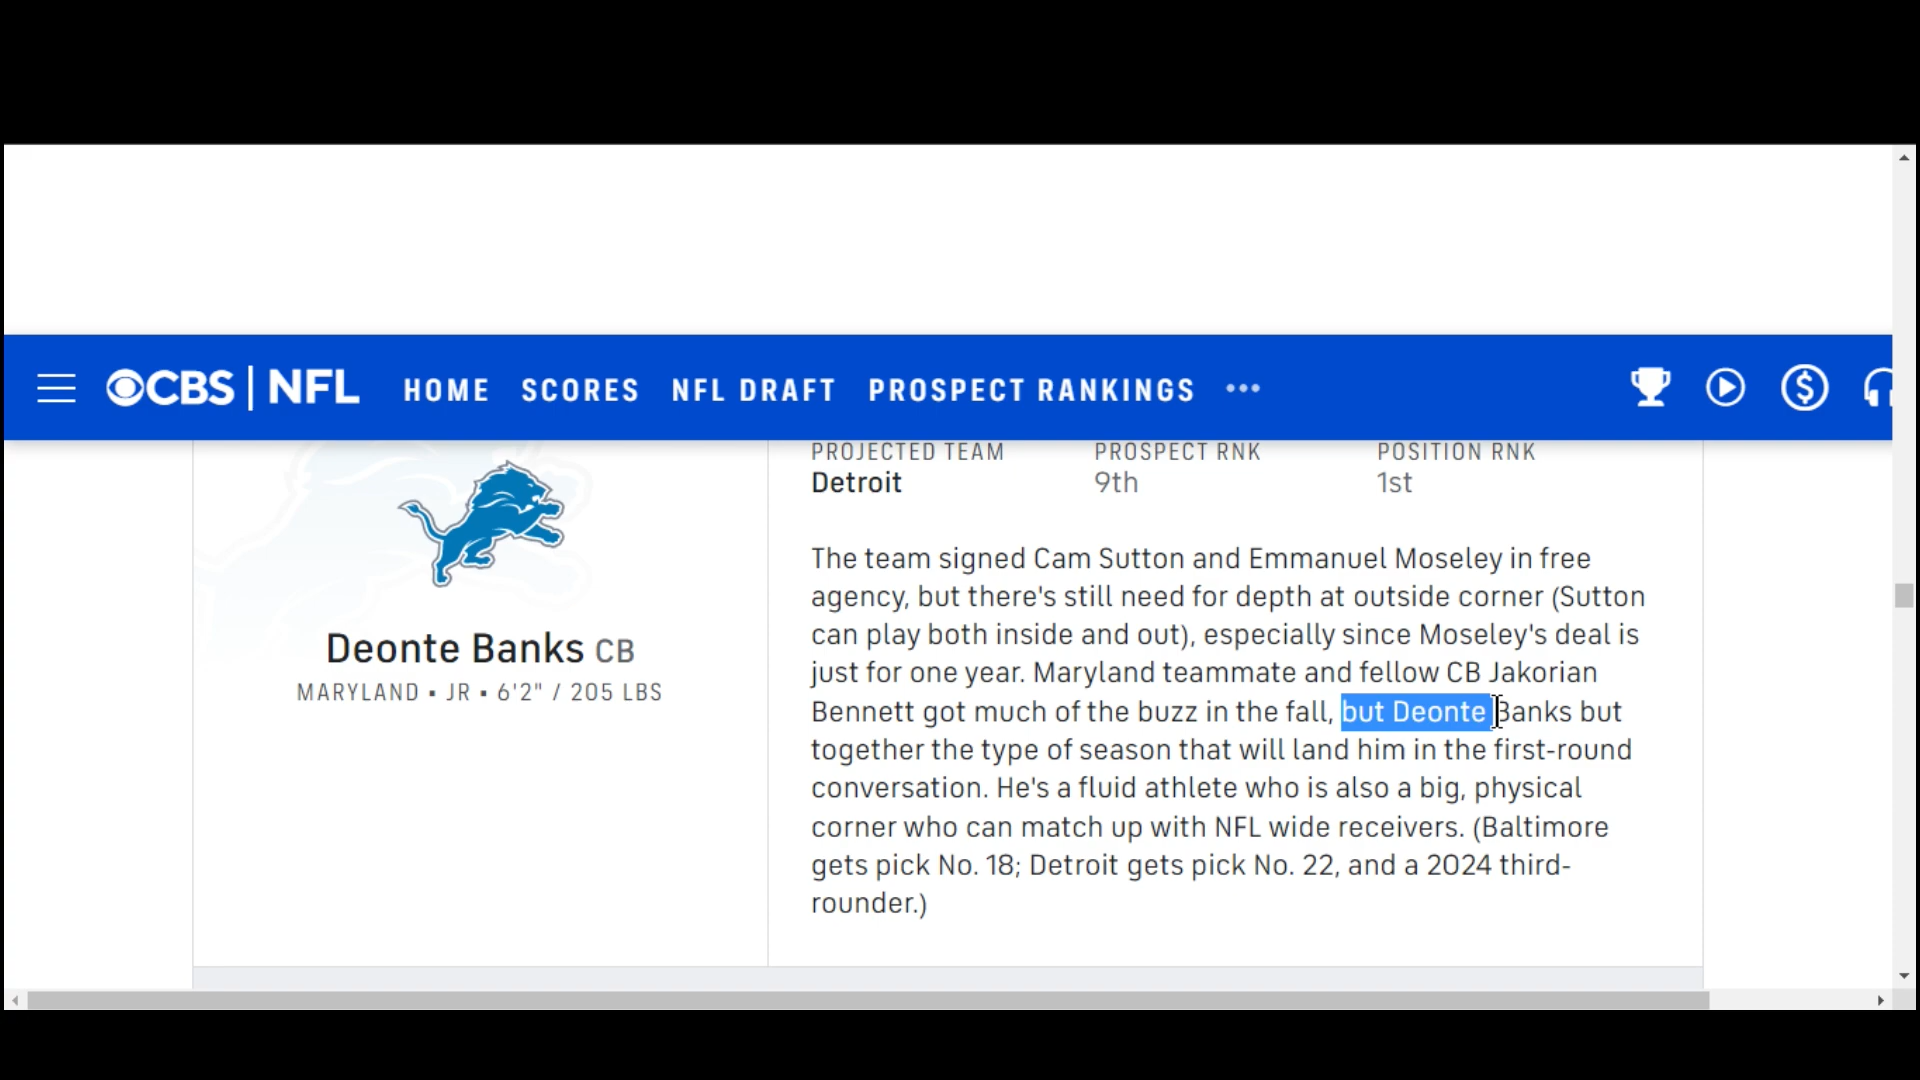 CBS | NFL HOME SCORES NFL DRAFT PROSPECT RANKINGS
PROJECTED TEAM PROSPECT RNK POSITION RNK
Detroit 9th 1st
Deonte Banks CB
MARYLAND • JR • 6'2" / 205 LBS
The team signed Cam Sutton and Emmanuel Moseley in free
agency, but there's still need for depth at outside corner (Sutton
can play both inside and out), especially since Moseley's deal is
just for one year. Maryland teammate and fellow CB Jakorian
Bennett got much of the buzz in the fall, but Deonte Banks but
together the type of season that will land him in the first-round
conversation. He's a fluid athlete who is also a big, physical
corner who can match up with NFL wide receivers. (Baltimore
gets pick No. 18; Detroit gets pick No. 22, and a 2024 third-
rounder.)